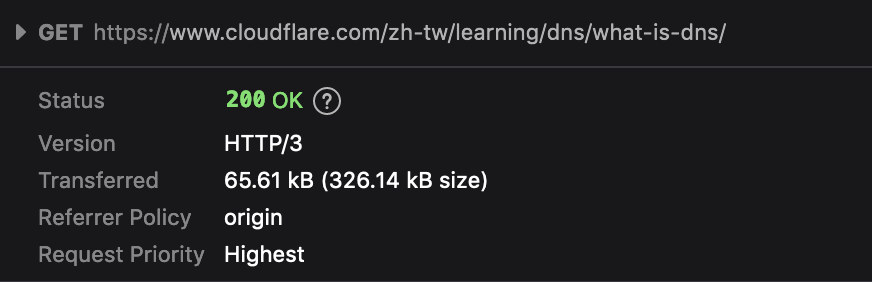 GET https://www.cloudflare.com/zh-tw/learning/dns/what-is-dns/
Status 200 OK ?
Version HTTP/3
Transferred 65.61 kB (326.14 kB size)
Referrer Policy origin
Request Priority Highest